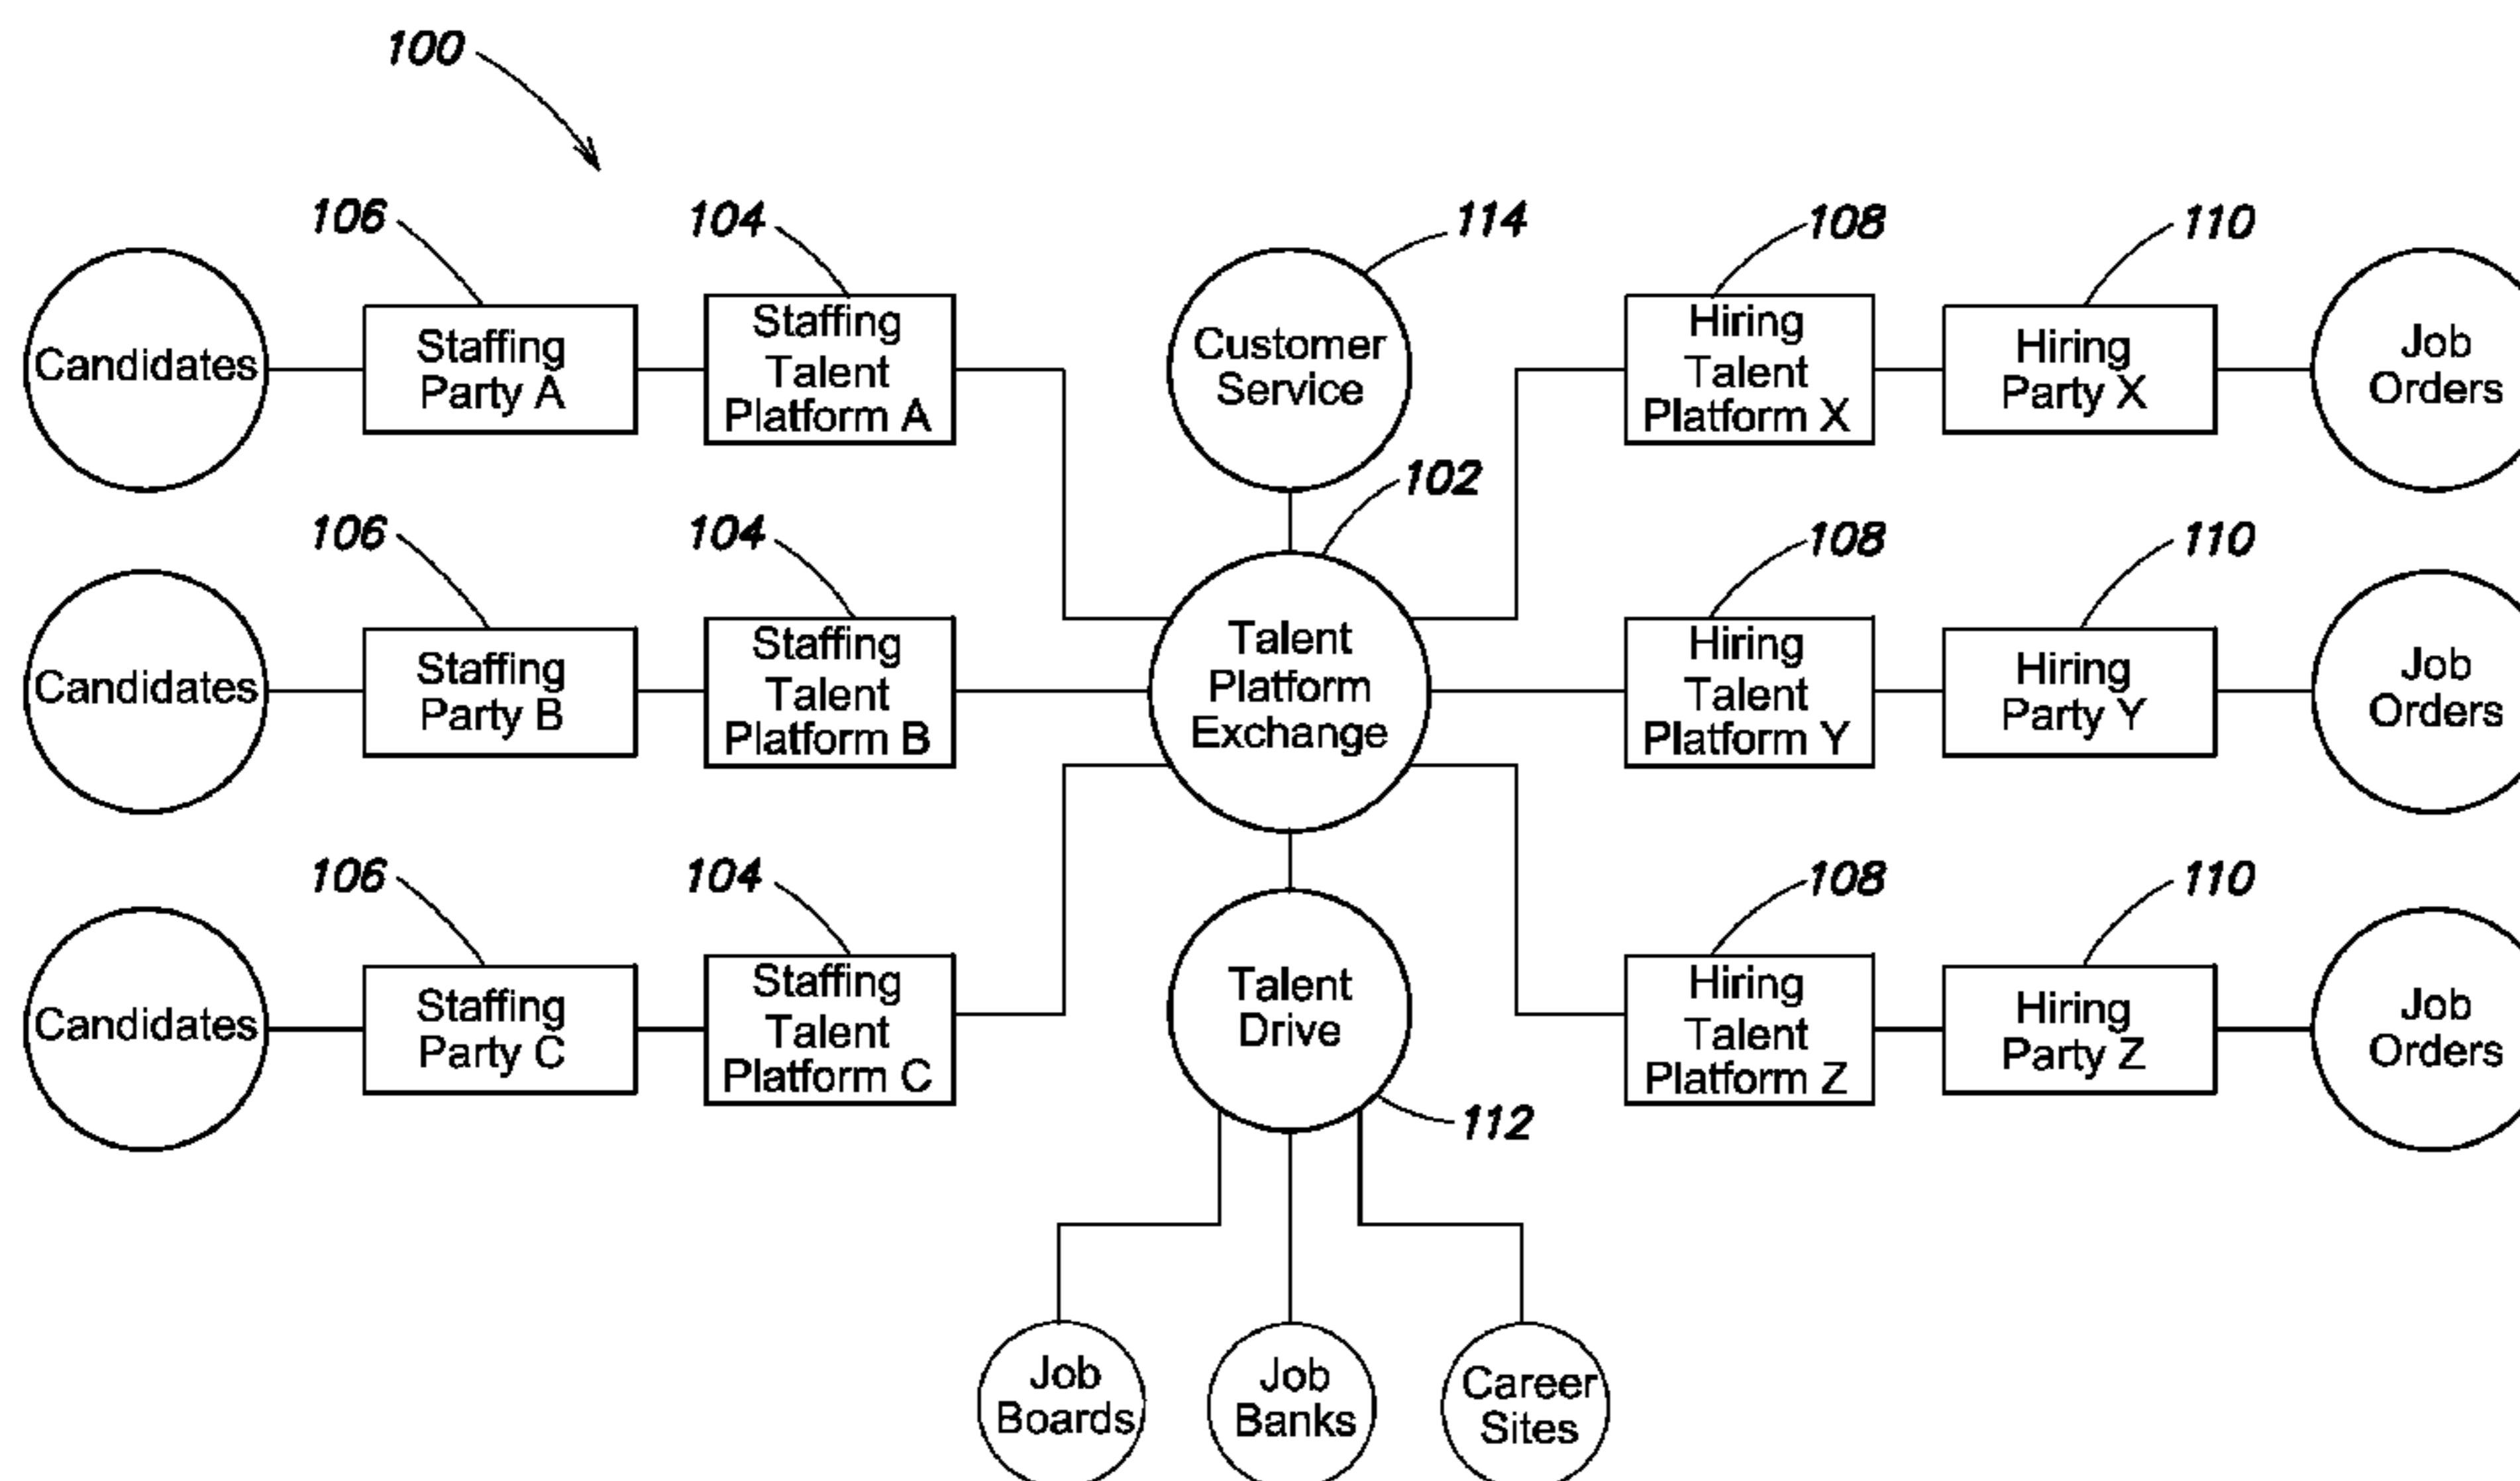 100
106
104
114
108
110
Candidates
Staffing
Party A
Staffing
Talent
Platform A
Customer
Service
Hiring
Talent
Platform X
Hiring
Party X
Job
Orders
102
106
104
108
110
Candidates
Staffing
Party B
Staffing
Talent
Platform B
Talent
Platform
Exchange
Hiring
Talent
Platform Y
Hiring
Party Y
Job
Orders
106
104
108
110
Candidates
Staffing
Party C
Staffing
Talent
Platform C
Talent
Drive
Hiring
Talent
Platform Z
Hiring
Party Z
Job
Orders
112
Job
Boards
Job
Banks
Career
Sites